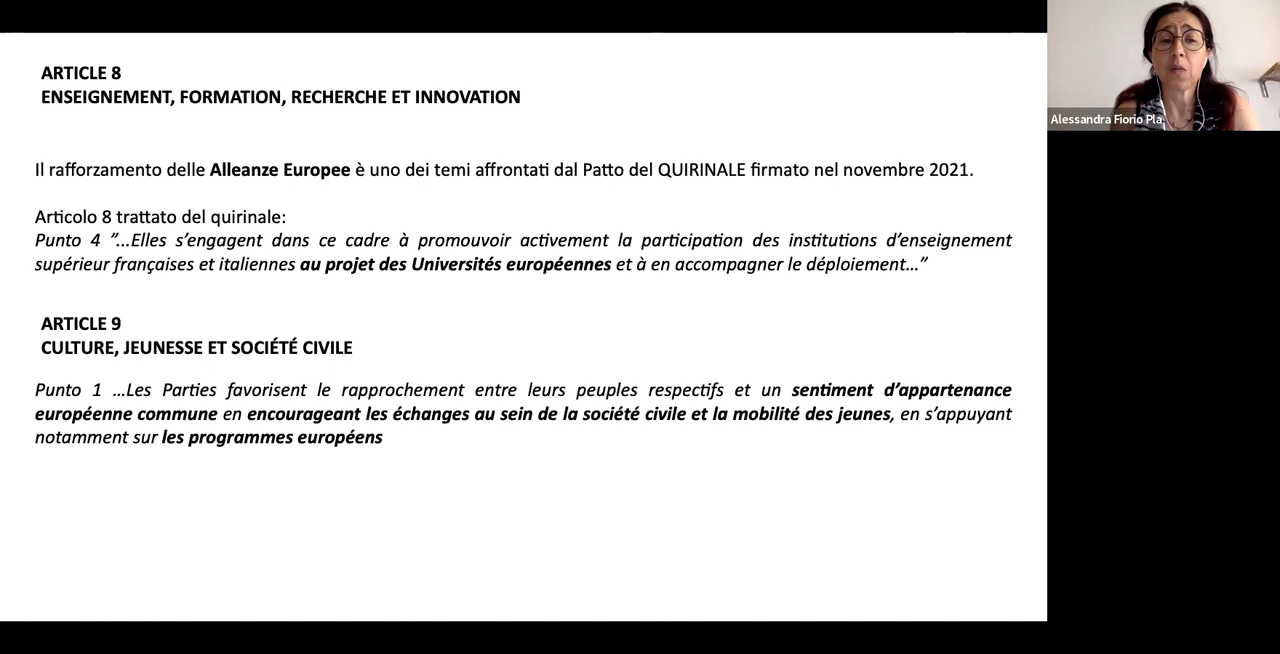 ARTICLE 8
ENSEIGNEMENT, FORMATION, RECHERCHE ET INNOVATION
Il rafforzamento delle Alleanze Europee è uno dei temi affrontati dal Patto del QUIRINALE firmato nel novembre 2021.
Articolo 8 trattato del quirinale:
Punto 4 ”...Elles s’engagent dans ce cadre à promouvoir activement la participation des institutions d’enseignement
supérieur françaises et italiennes au projet des Universités européennes et à en accompagner le déploiement…”
ARTICLE 9
CULTURE, JEUNESSE ET SOCIÉTÉ CIVILE
Punto 1 …Les Parties favorisent le rapprochement entre leurs peuples respectifs et un sentiment d’appartenance
européenne commune en encourageant les échanges au sein de la société civile et la mobilité des jeunes, en s’appuyant
notamment sur les programmes européens
Alessandra Fiorio Pla